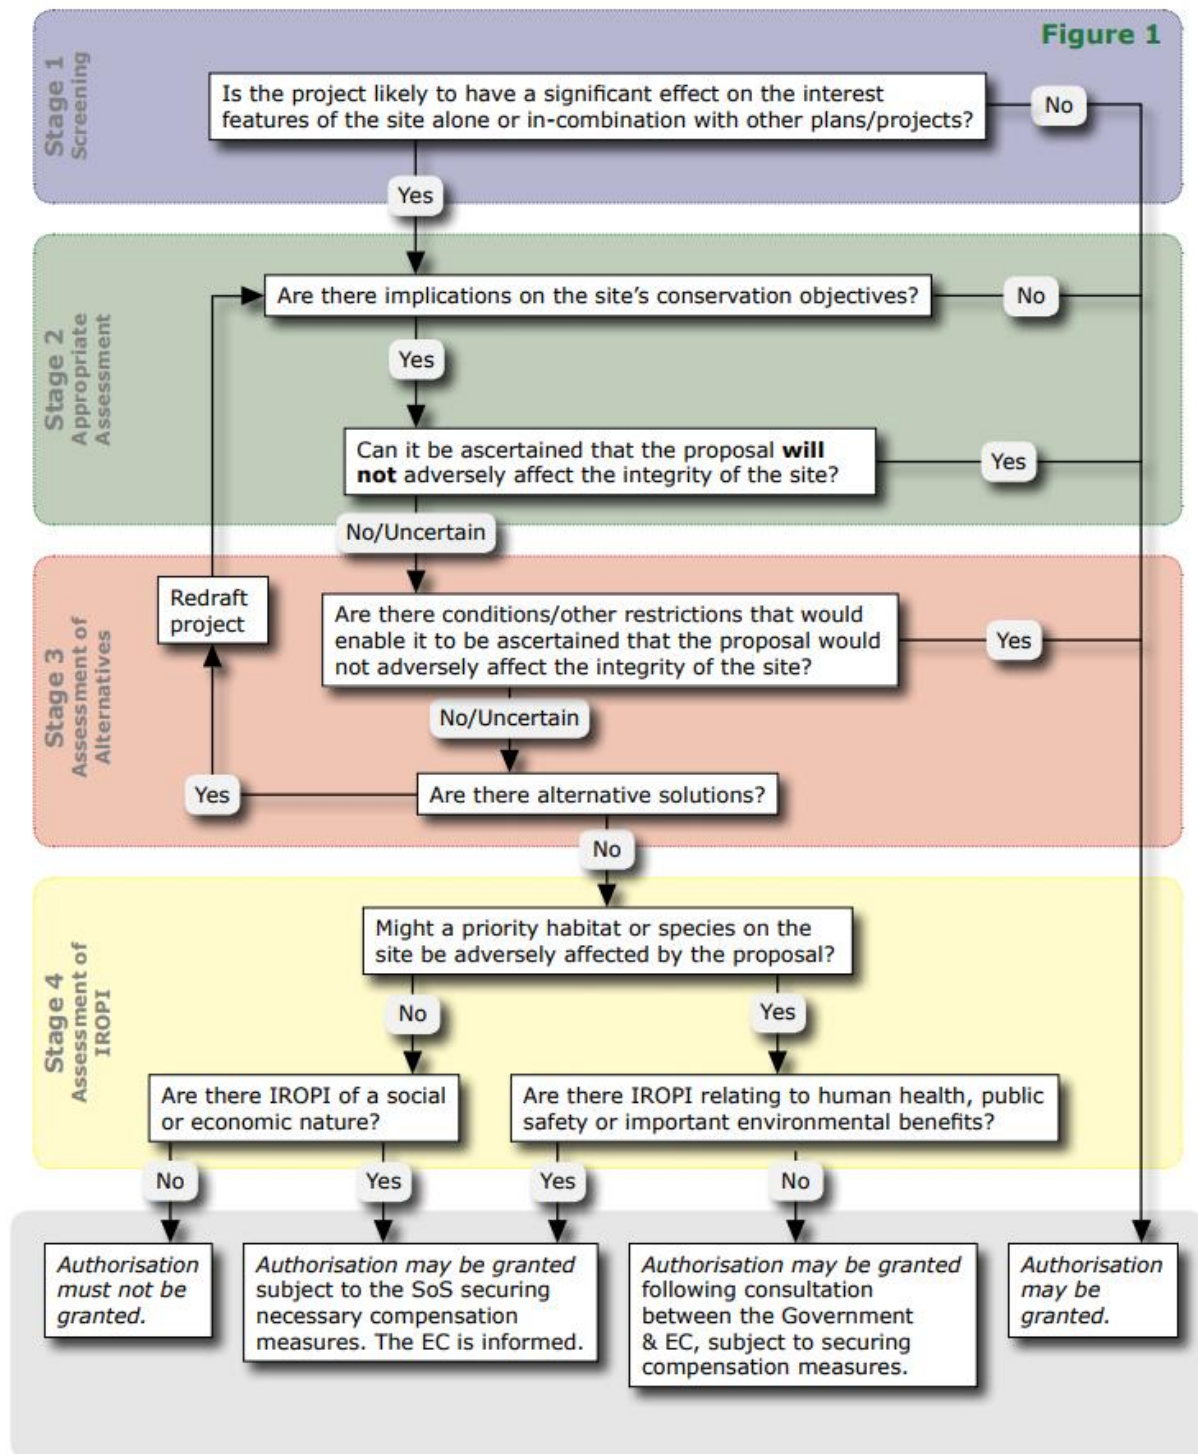 Figure 1
Stage 1
Screening
Is the project likely to have a significant effect on the interest
features of the site alone or in-combination with other plans/projects?
No
Yes
Stage 2
Appropriate
Assessment
Are there implications on the site’s conservation objectives?
No
Yes
Can it be ascertained that the proposal will
not adversely affect the integrity of the site?
Yes
No/Uncertain
Stage 3
Assessment of
Alternatives
Redraft
project
Are there conditions/other restrictions that would
enable it to be ascertained that the proposal would
not adversely affect the integrity of the site?
Yes
No/Uncertain
Yes
Are there alternative solutions?
No
Stage 4
Assessment of
IROPI
Might a priority habitat or species on the
site be adversely affected by the proposal?
No
Yes
Are there IROPI of a social
or economic nature?
Are there IROPI relating to human health, public
safety or important environmental benefits?
No
Yes
Yes
No
Authorisation
must not be
granted.
Authorisation may be granted
subject to the SoS securing
necessary compensation
measures. The EC is informed.
Authorisation may be granted
following consultation
between the Government
& EC, subject to securing
compensation measures.
Authorisation
may be
granted.